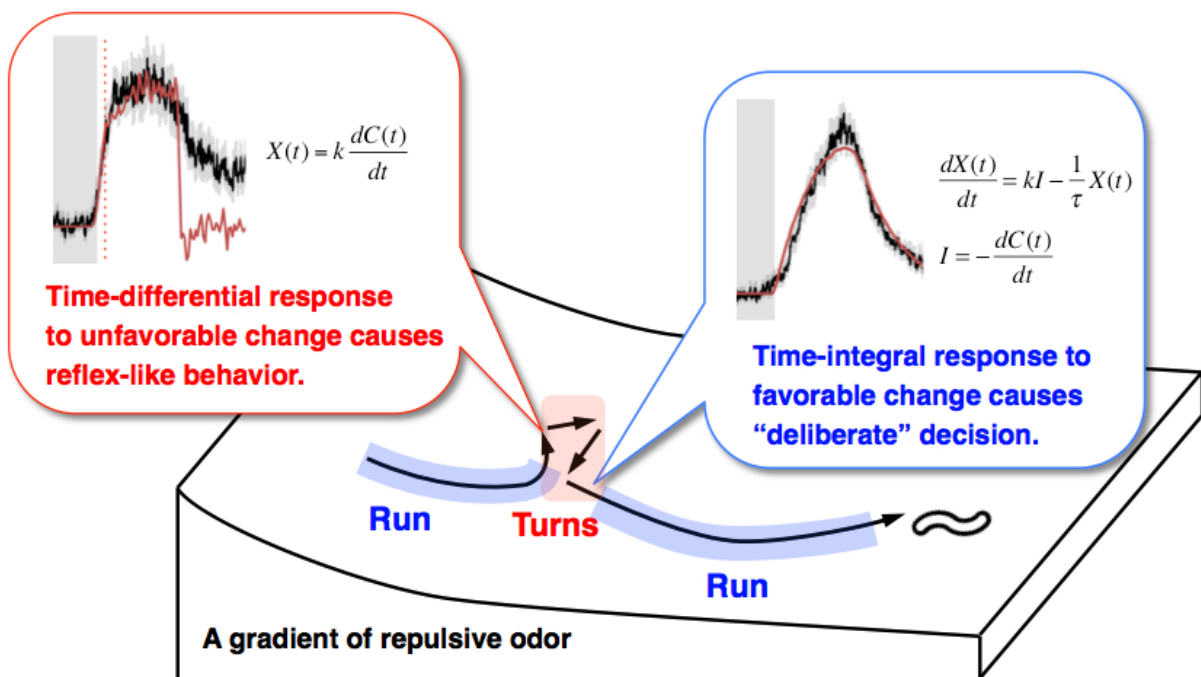 X(t) = k dC(t)/dt
Time-differential response
to unfavorable change causes
reflex-like behavior.
dX(t)/dt = kI − 1/τ X(t)
I = − dC(t)/dt
Time-integral response to
favorable change causes
“deliberate” decision.
Run
Turns
Run
A gradient of repulsive odor